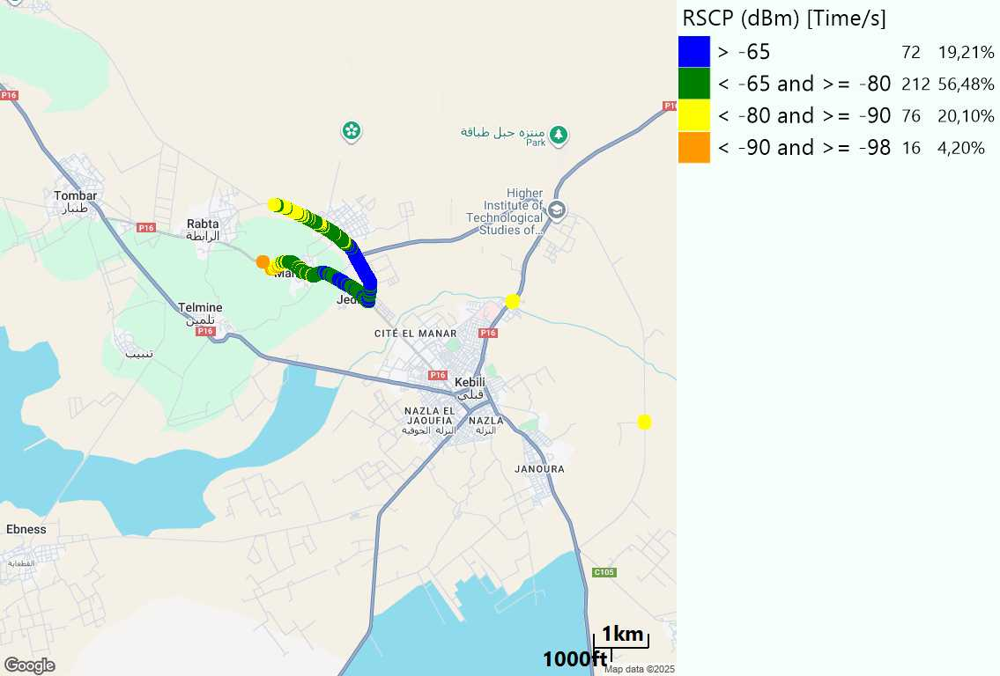 RSCP (dBm) [Time/s]
> -65 72 19,21%
< -65 and >= -80 212 56,48%
< -80 and >= -90 76 20,10%
< -90 and >= -98 16 4,20%
P16
P16
منتزه جبل طباقة
Park
Tombar
طنبار
Higher
Institute of
Technological
Studies of...
Rabta
الرابطة
P16
Telmine
تلمين
P16
CITÉ EL MANAR
P16
تنبيب
P16
Kebili
قبلي
NAZLA EL
JAOUFIA
النزلة الجوفية
NAZLA
النزلة
JANOURA
Ebness
القطعاية
C105
1km
1000ft
Google
Map data ©2025